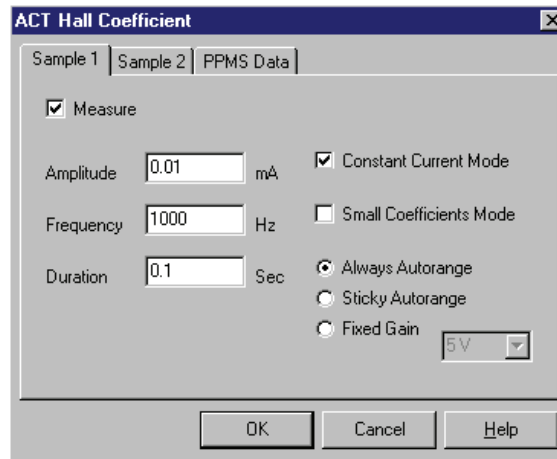 ACT Hall Coefficient
Sample 1 Sample 2 PPMS Data
Measure
Amplitude 0.01 mA Constant Current Mode
Frequency 1000 Hz Small Coefficients Mode
Duration 0.1 Sec Always Autorange
Sticky Autorange
Fixed Gain 5 V
OK Cancel Help